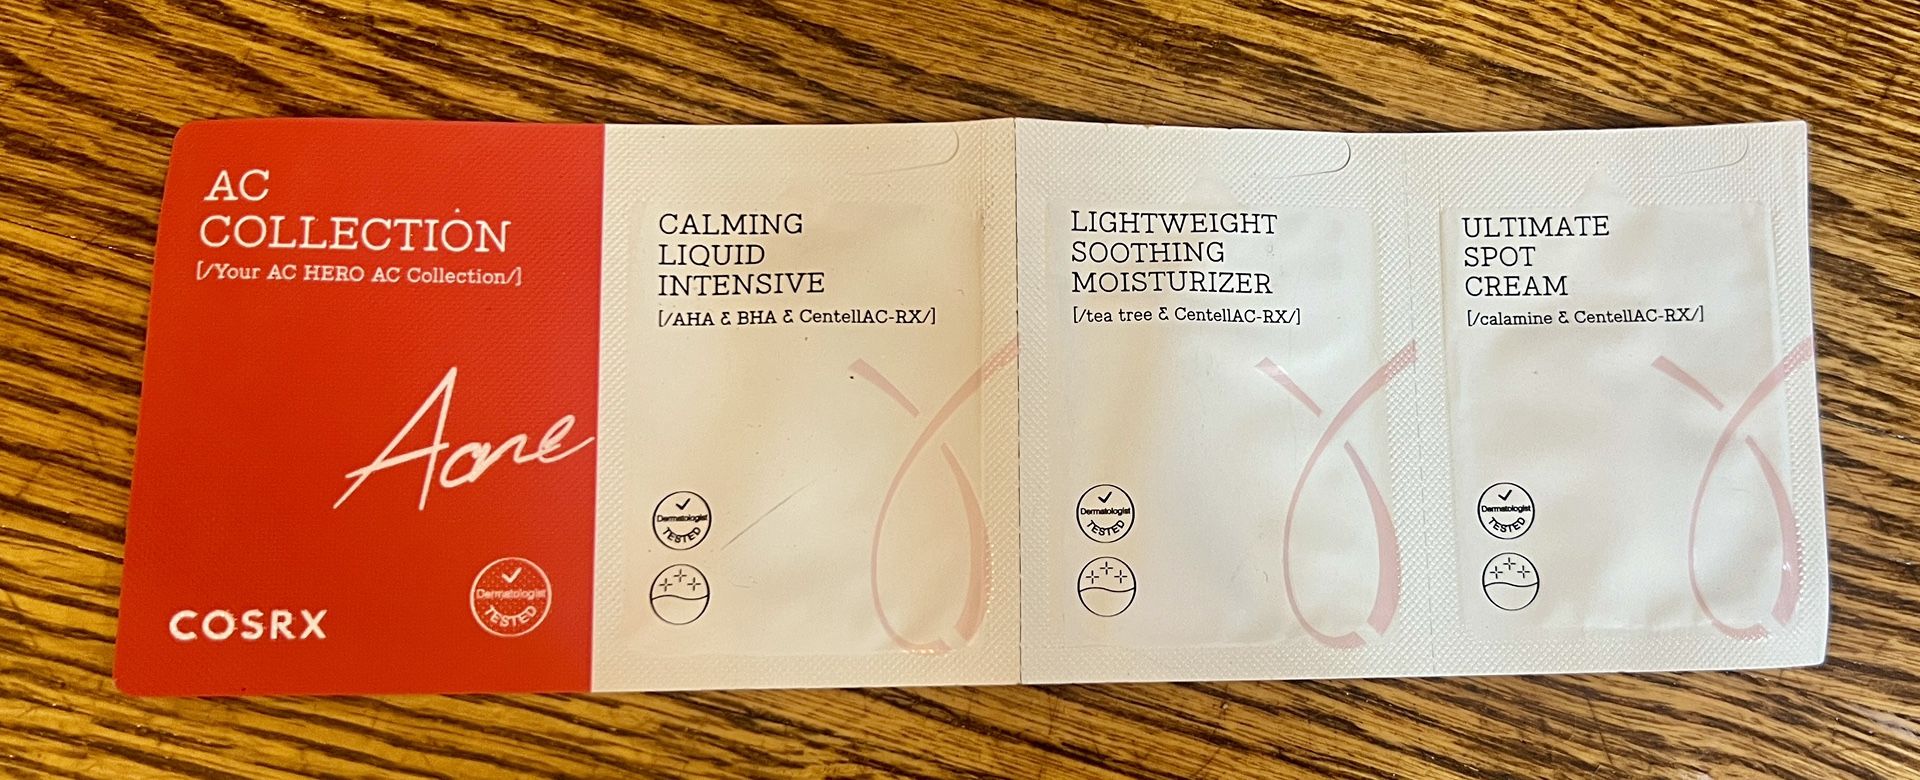 AC
COLLECTION
[/Your AC HERO AC Collection/]
Acne
COSRX
Dermatologist
TESTED
CALMING
LIQUID
INTENSIVE
[/AHA & BHA & CentellAC-RX/]
Dermatologist
TESTED
LIGHTWEIGHT
SOOTHING
MOISTURIZER
[/tea tree & CentellAC-RX/]
Dermatologist
TESTED
ULTIMATE
SPOT
CREAM
[/calamine & CentellAC-RX/]
Dermatologist
TESTED